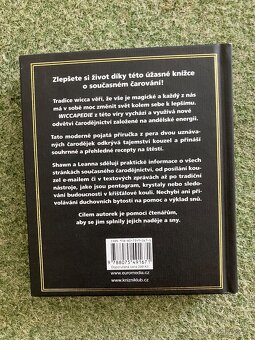 Zlepšete si život díky této úžasné knížce
o současném čarování!
Tradice wicca věří, že vše je magické a každý z nás
má v sobě moc změnit svět kolem sebe k lepšímu.
WICCAPEDIE z této víry vychází a využívá nové
odvětví čarodějnictví založené na andělské energii.
Tato moderně pojatá příručka z pera dvou uznáva-
ných čarodějek odkrývá tajemství kouzel a přináší
souhrnné a přehledné recepty na štěstí.
Shawn a Leanna sdělují praktické informace o všech
stránkách současného čarodějnictví, od posílání kou-
zel e-mailem či v textových zprávách až po tradiční
nástroje, jako jsou pentagram, krystaly nebo sledo-
vání budoucnosti v křišťálové kouli. Nechybí ani při-
volávání duchovních bytostí na pomoc a výklad snů.
Cílem autorek je pomoci čtenářům,
aby se jim splnily jejich naděje a sny.
9 788075 491671
www.euromedia.cz
www.knizniklub.cz